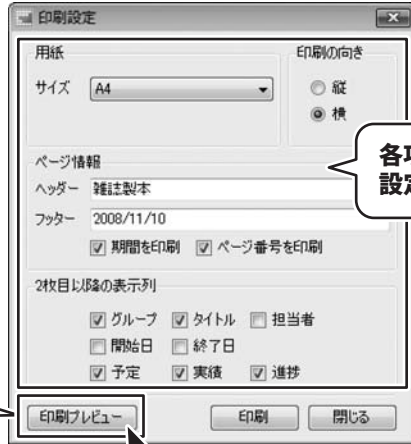 印刷設定
用紙
印刷の向き
サイズ A4
縦
横
ページ情報
ヘッダー 雑誌製本
フッター 2008/11/10
期間を印刷 ページ番号を印刷
2枚目以降の表示列
グループ タイトル 担当者
開始日 終了日
予定 実績 進捗
印刷プレビュー 印刷 閉じる
設